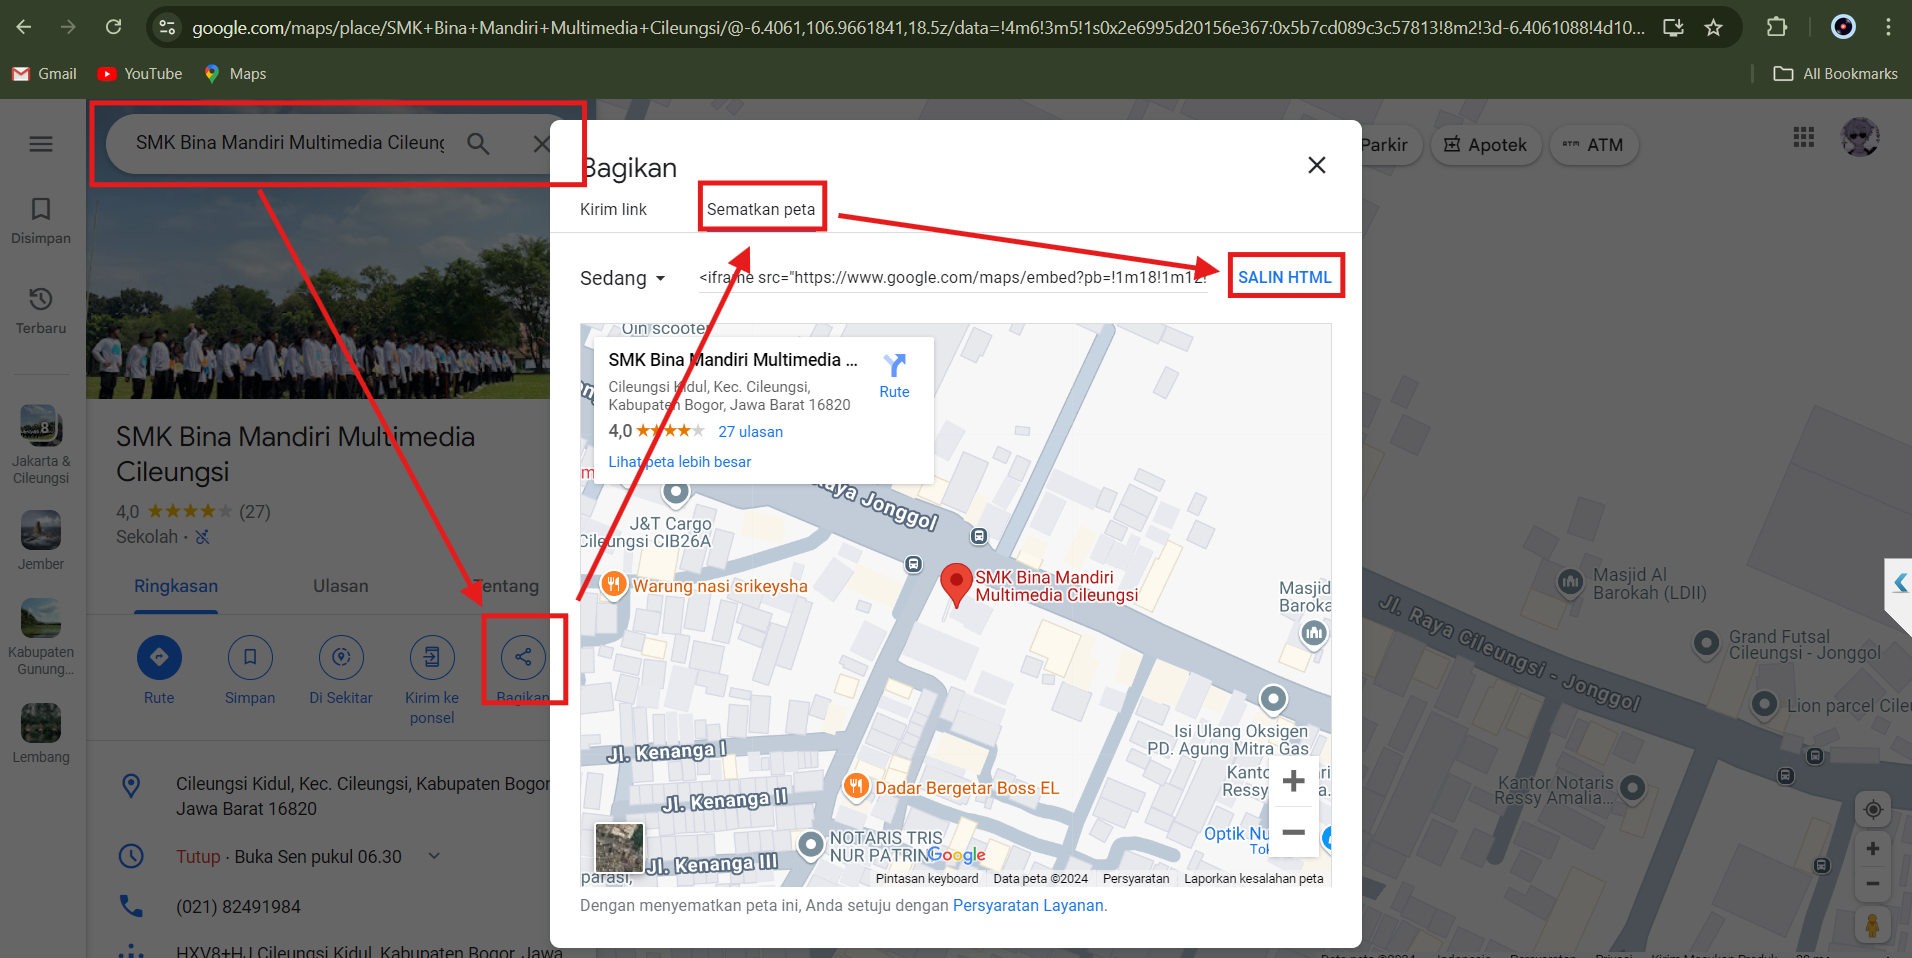 google.com/maps/place/SMK+Bina+Mandiri+Multimedia+Cileungsi/@-6.4061,106.9661841,18.5z/data=!4m6!3m5!1s0x2e6995d20156e367:0x5b7cd089c3c57813!8m2!3d-6.4061088!4d10...
Gmail
YouTube
Maps
All Bookmarks
SMK Bina Mandiri Multimedia Cileung
Disimpan
Terbaru
Jakarta &
Cileungsi
8
Jember
Kabupaten
Gunung...
Lembang
SMK Bina Mandiri Multimedia
Cileungsi
4,0 (27)
Sekolah ·
Ringkasan
Ulasan
Tentang
Rute
Simpan
Di Sekitar
Kirim ke
ponsel
Bagikan
Cileungsi Kidul, Kec. Cileungsi, Kabupaten Bogor
Jawa Barat 16820
Tutup · Buka Sen pukul 06.30
(021) 82491984
HXV8+HJ Cileungsi Kidul, Kabupaten Bogor, Jawa
Bagikan
Kirim link
Sematkan peta
Sedang
<iframe src="https://www.google.com/maps/embed?pb=!1m18!1m12!
SALIN HTML
Oin scooter
SMK Bina Mandiri Multimedia ...
Cileungsi Kidul, Kec. Cileungsi,
Kabupaten Bogor, Jawa Barat 16820
4,0
27 ulasan
Lihat peta lebih besar
Rute
Raya Jonggol
J&T Cargo
Cileungsi CIB26A
Warung nasi srikeysha
SMK Bina Mandiri
Multimedia Cileungsi
Masjid
Baroka
Isi Ulang Oksigen
PD. Agung Mitra Gas
Jl. Kenanga I
Jl. Kenanga II
Dadar Bergetar Boss EL
Optik Nu
Tok
NOTARIS TRIS
NUR PATRIN
Jl. Kenanga III
Google
Pintasan keyboard
Data peta ©2024
Persyaratan
Laporkan kesalahan peta
Dengan menyematkan peta ini, Anda setuju dengan Persyaratan Layanan.
Parkir
Apotek
ATM
Masjid Al
Barokah (LDII)
Jl. Raya Cileungsi - Jonggol
Grand Futsal
Cileungsi - Jonggol
Lion parcel Cile
Kantor Notaris
Ressy Amalia...